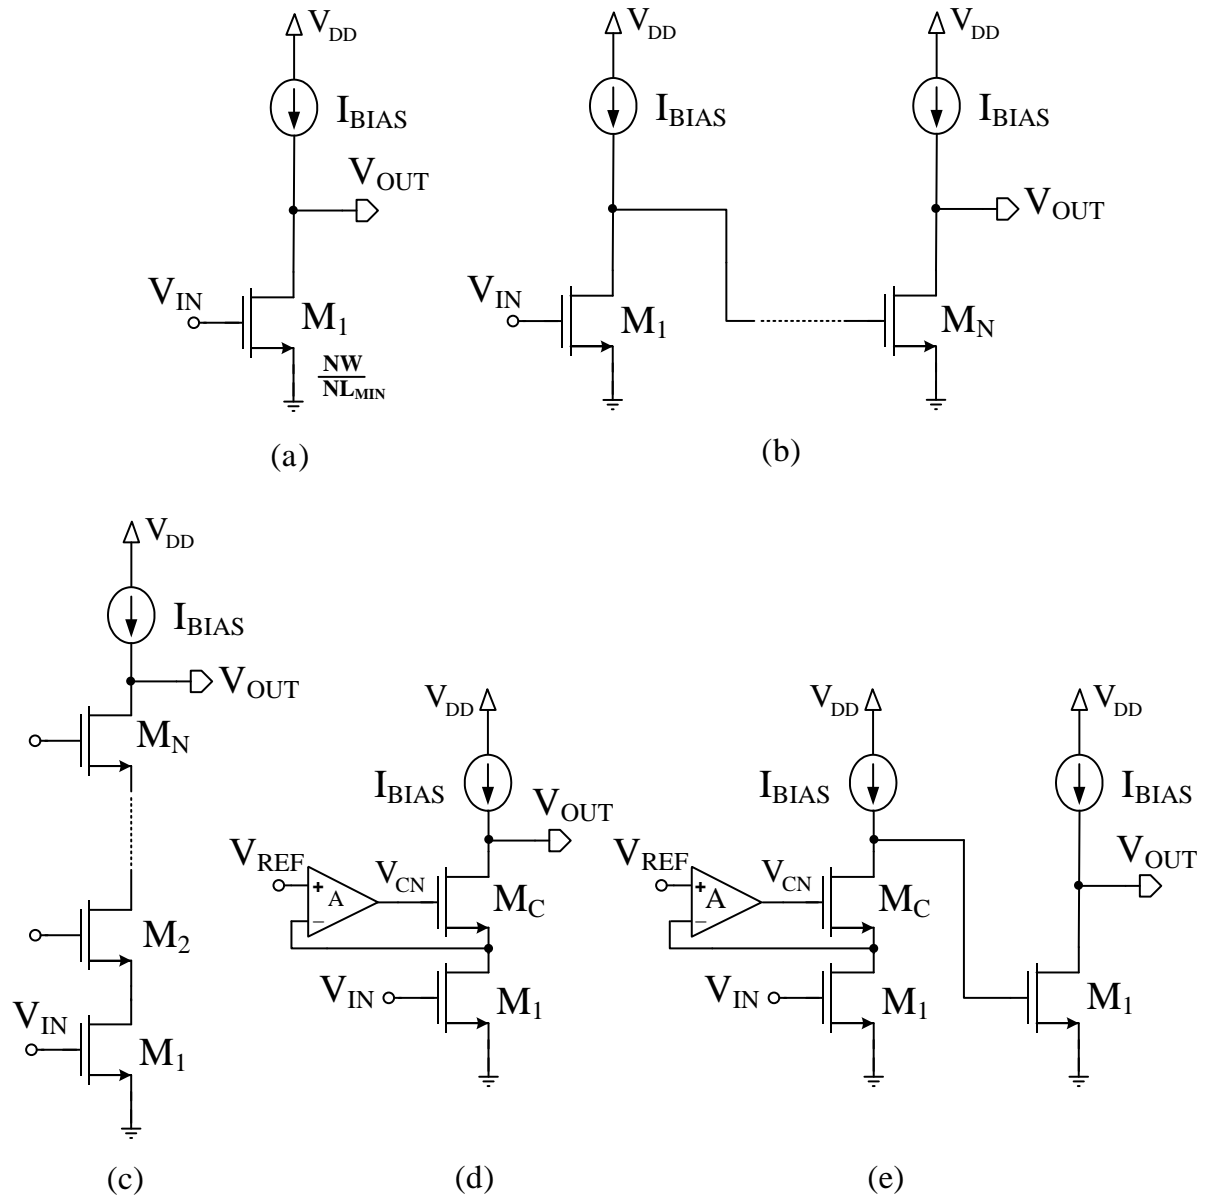 V_DD
I_BIAS
V_OUT
V_IN
M_1
NW
NL_MIN
(a)
V_DD
I_BIAS
V_IN
M_1
V_DD
I_BIAS
V_OUT
M_N
(b)
V_DD
I_BIAS
V_OUT
M_N
M_2
V_IN
M_1
(c)
V_DD
I_BIAS
V_OUT
V_REF
+
A
−
V_CN
M_C
V_IN
M_1
(d)
V_DD
I_BIAS
V_REF
+
A
−
V_CN
M_C
V_IN
M_1
V_DD
I_BIAS
V_OUT
M_1
(e)